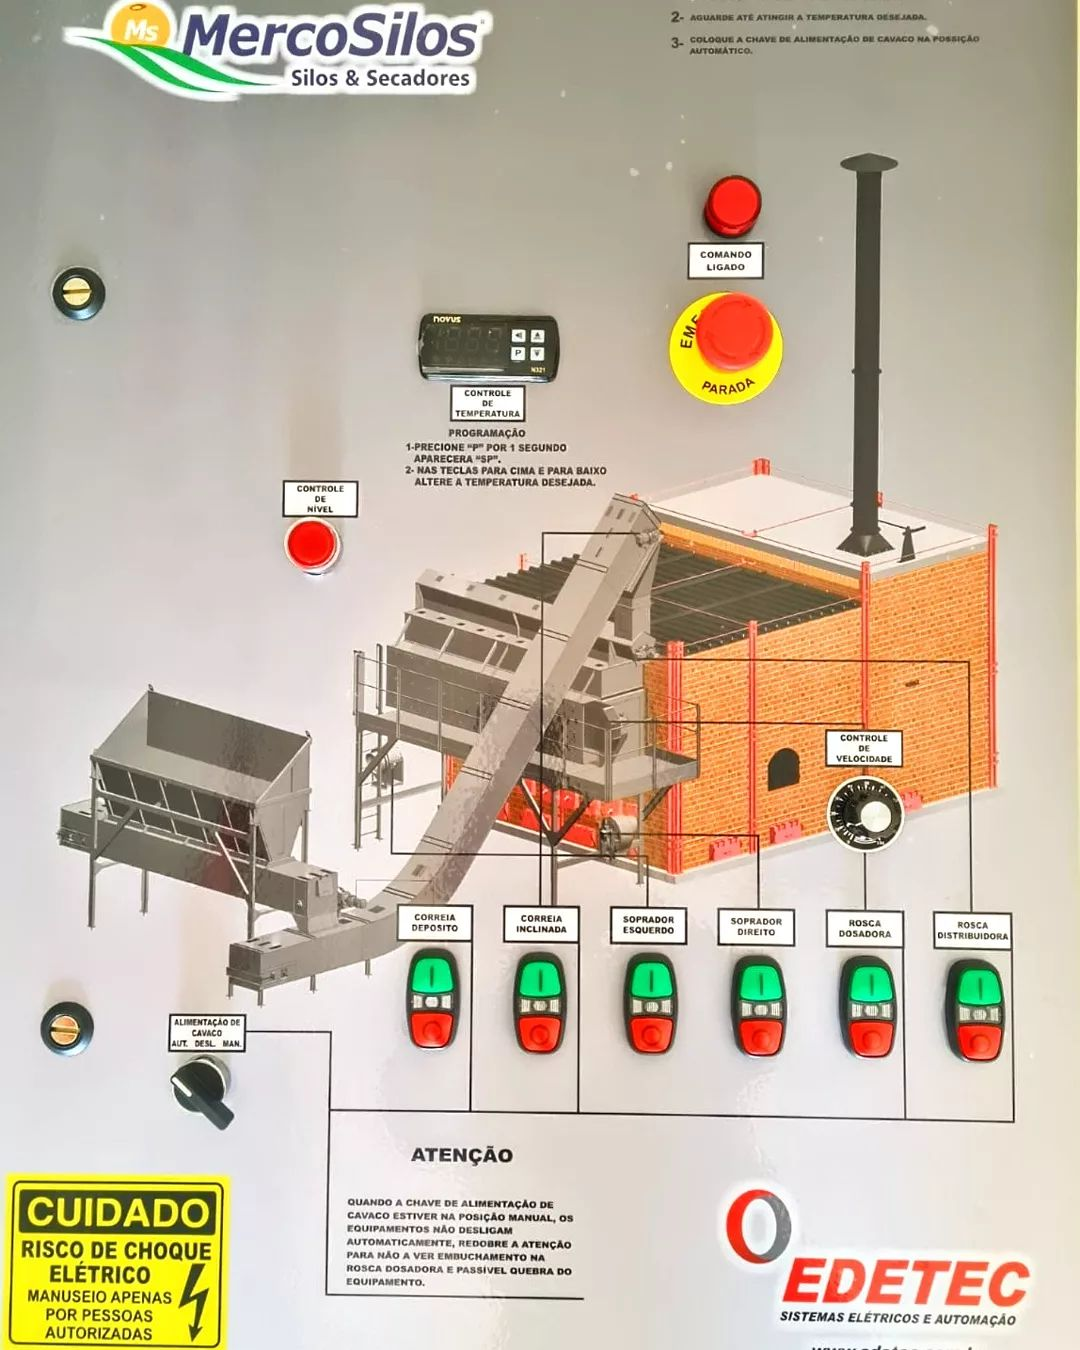 Ms MercoSilos
Silos & Secadores
2- AGUARDE ATÉ ATINGIR A TEMPERATURA DESEJADA.
3- COLOQUE A CHAVE DE ALIMENTAÇÃO DE CAVACO NA POSSIÇÃO
AUTOMÁTICO.
COMANDO
LIGADO
PARADA
novus
P
N321
CONTROLE
DE
TEMPERATURA
PROGRAMAÇÃO
1-PRECIONE "P" POR 1 SEGUNDO
APARECERA "SP".
2- NAS TECLAS PARA CIMA E PARA BAIXO
ALTERE A TEMPERATURA DESEJADA.
CONTROLE
DE
NÍVEL
CONTROLE
DE
VELOCIDADE
CORREIA
DEPOSITO
CORREIA
INCLINADA
SOPRADOR
ESQUERDO
SOPRADOR
DIREITO
ROSCA
DOSADORA
ROSCA
DISTRIBUIDORA
ALIMENTAÇÃO DE
CAVACO
AUT. DESL. MAN.
ATENÇÃO
QUANDO A CHAVE DE ALIMENTAÇÃO DE
CAVACO ESTIVER NA POSIÇÃO MANUAL, OS
EQUIPAMENTOS NÃO DESLIGAM
AUTOMATICAMENTE, REDOBRE A ATENÇÃO
PARA NÃO A VER EMBUCHAMENTO NA
ROSCA DOSADORA E PASSÍVEL QUEBRA DO
EQUIPAMENTO.
CUIDADO
RISCO DE CHOQUE
ELÉTRICO
MANUSEIO APENAS
POR PESSOAS
AUTORIZADAS
EDETEC
SISTEMAS ELÉTRICOS E AUTOMAÇÃO